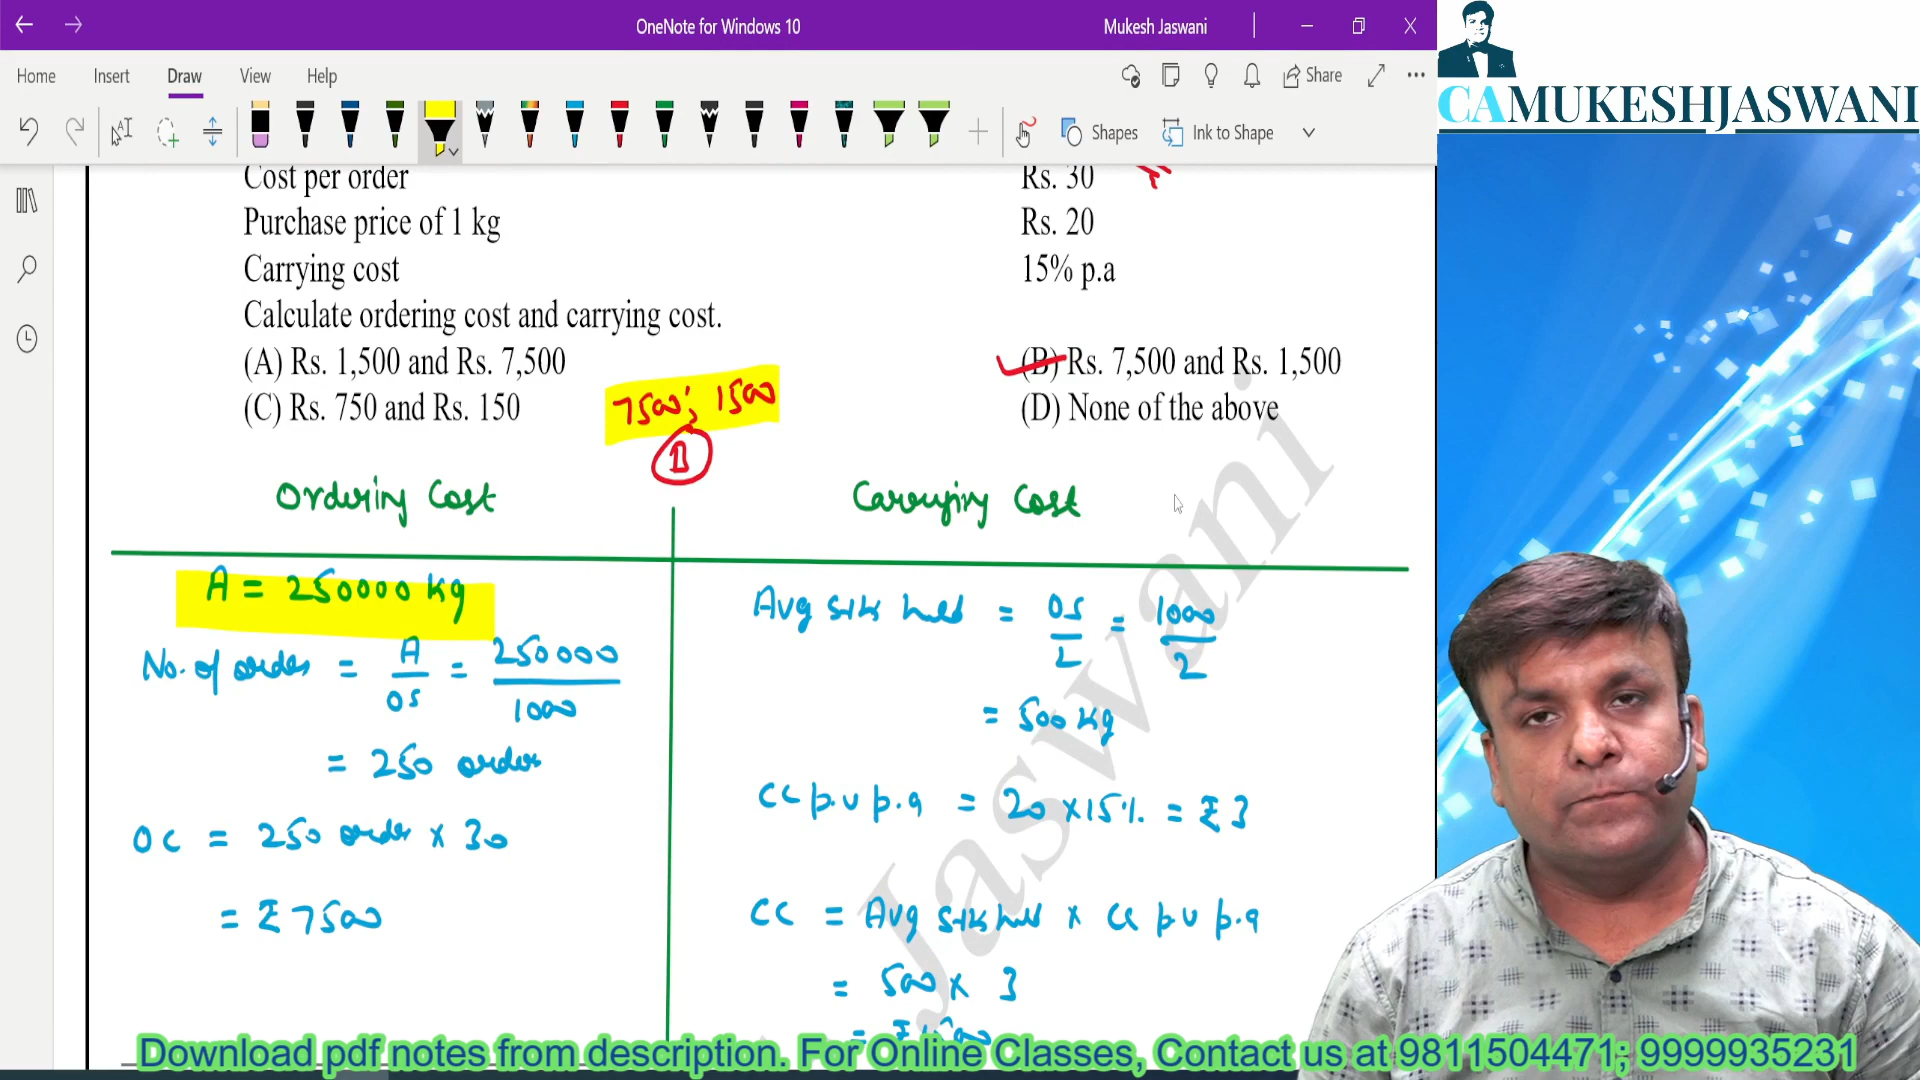 OneNote for Windows 10
Mukesh Jaswani
Home Insert Draw View Help
Share
Shapes
Ink to Shape
CAMUKESHJASWANI
Cost per order Rs. 30
Purchase price of 1 kg Rs. 20
Carrying cost 15% p.a
Calculate ordering cost and carrying cost.
(A) Rs. 1,500 and Rs. 7,500 (B) Rs. 7,500 and Rs. 1,500
(C) Rs. 750 and Rs. 150 (D) None of the above
7500; 1500
Ordering Cost
Carrying Cost
A = 250000 kg
No. of order = A/OS = 250000/1000
= 250 order
OC = 250 order × 30
= ₹ 7500
Avg stk held = OS/2 = 1000/2
= 500 kg
CC p.u p.a = 20 × 15% = ₹ 3
CC = Avg stk held × CC p.u p.a
= 500 × 3
= ₹ 1500
Jaswani
Download pdf notes from description. For Online Classes, Contact us at 9811504471; 9999935231